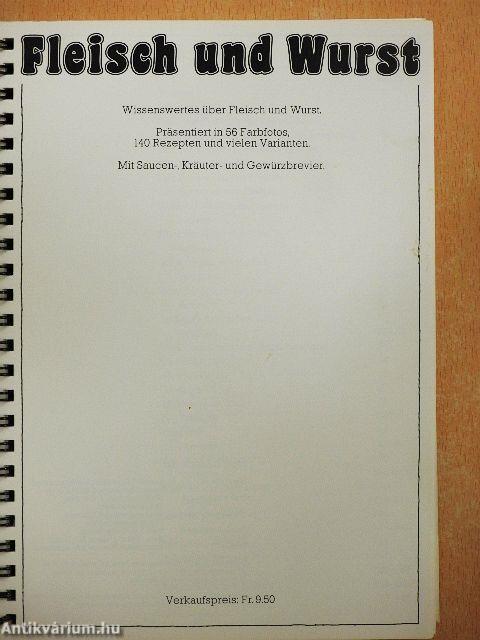 Fleisch und Wurst
Wissenswertes über Fleisch und Wurst.
Präsentiert in 56 Farbfotos,
140 Rezepten und vielen Varianten.
Mit Saucen-, Kräuter- und Gewürzbrevier.
Verkaufspreis: Fr. 9.50
Antikvárium.hu